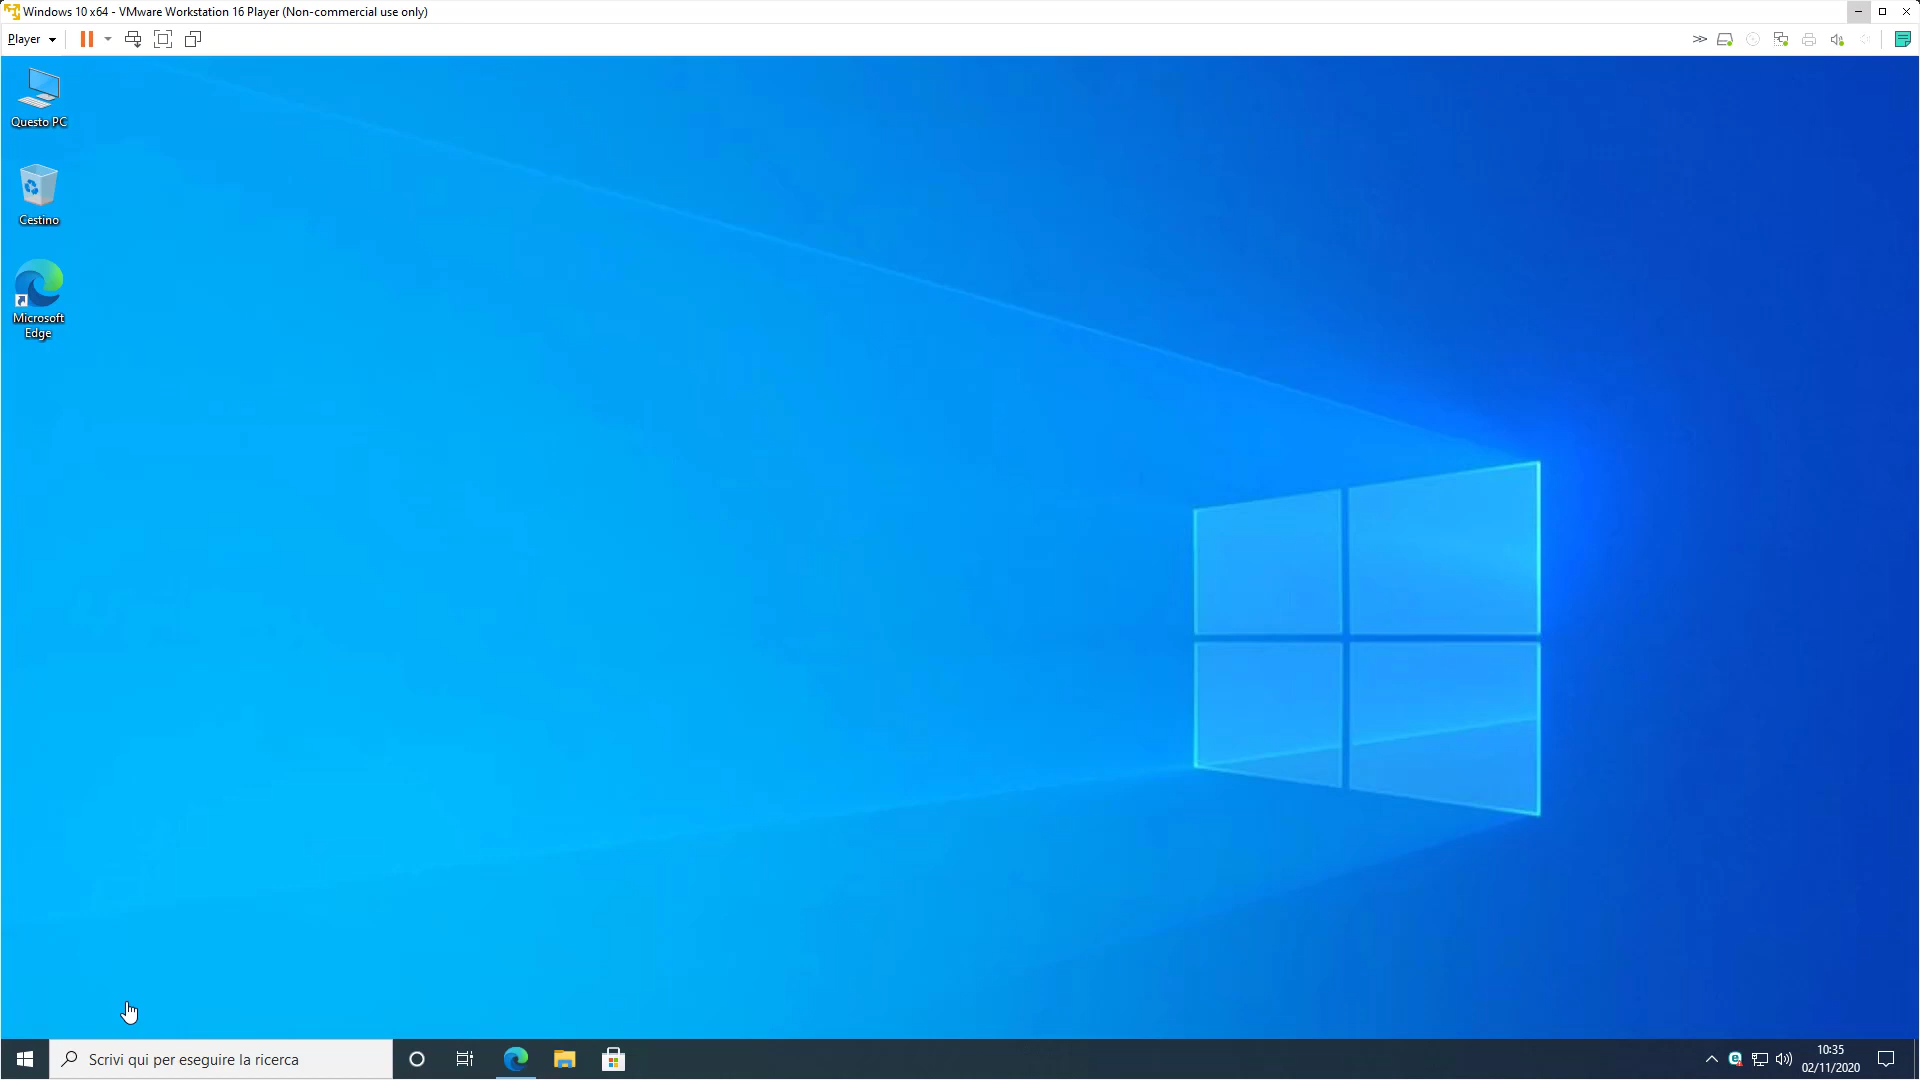 Windows 10 x64 - VMware Workstation 16 Player (Non-commercial use only)
Player
Questo PC
Cestino
Microsoft
Edge
Scrivi qui per eseguire la ricerca
10:35
02/11/2020